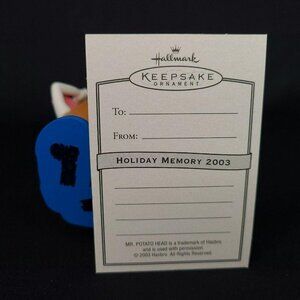 Hallmark
KEEPSAKE
ORNAMENT
TO:
FROM:
HOLIDAY MEMORY 2003
MR. POTATO HEAD is a trademark of Hasbro
and is used with permission.
© 2003 Hasbro. All Rights Reserved.